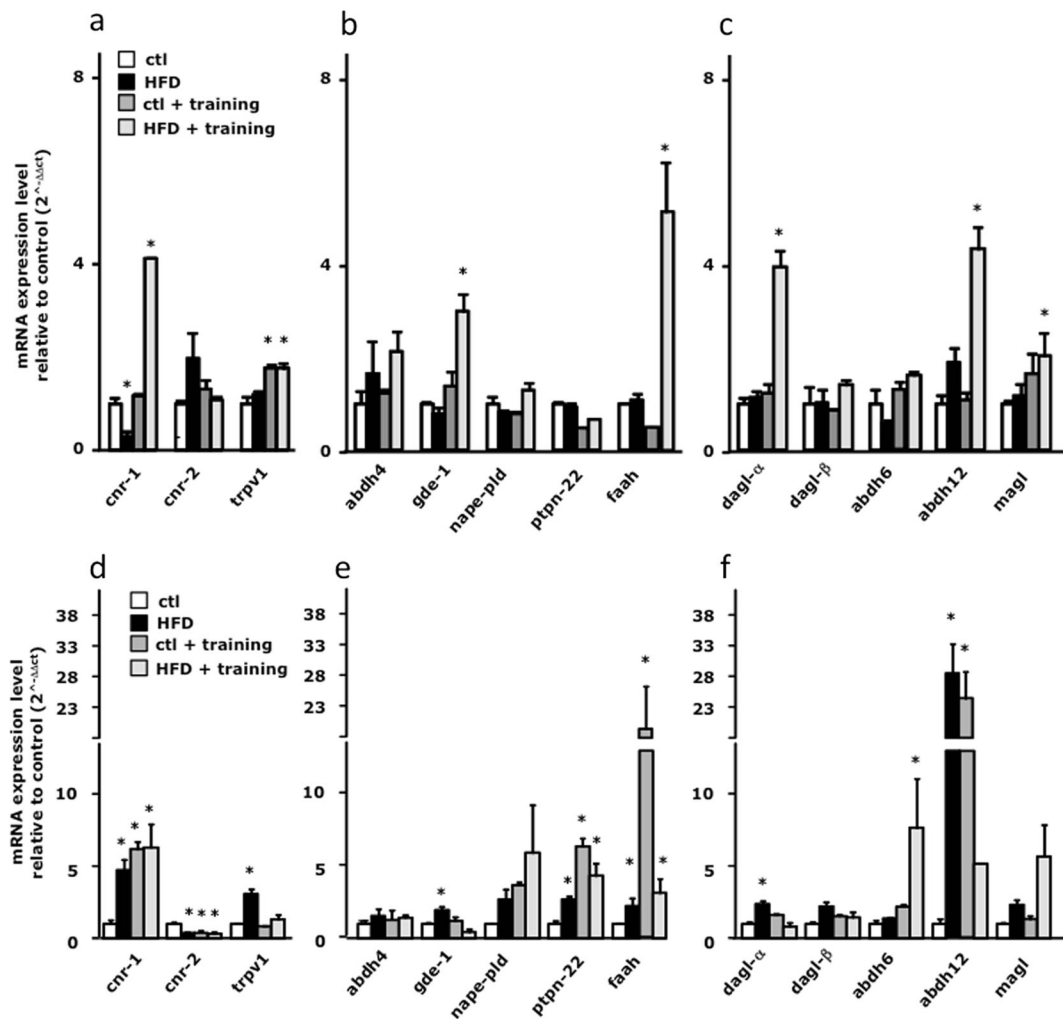 a
b
c
ctl
HFD
ctl + training
HFD + training
mRNA expression level
relative to control (2^-ΔΔct)
8
4
0
8
4
0
8
4
0
*
*
* *
*
*
*
*
*
cnr-1
cnr-2
trpv1
abdh4
gde-1
nape-pld
ptpn-22
faah
dagl-α
dagl-β
abdh6
abdh12
magl
d
e
f
ctl
HFD
ctl + training
HFD + training
mRNA expression level
relative to control (2^-ΔΔct)
38
33
28
23
10
5
0
38
33
28
23
10
5
0
38
33
28
23
10
5
0
* * *
* * *
*
*
* * *
* * *
*
*
* *
cnr-1
cnr-2
trpv1
abdh4
gde-1
nape-pld
ptpn-22
faah
dagl-α
dagl-β
abdh6
abdh12
magl